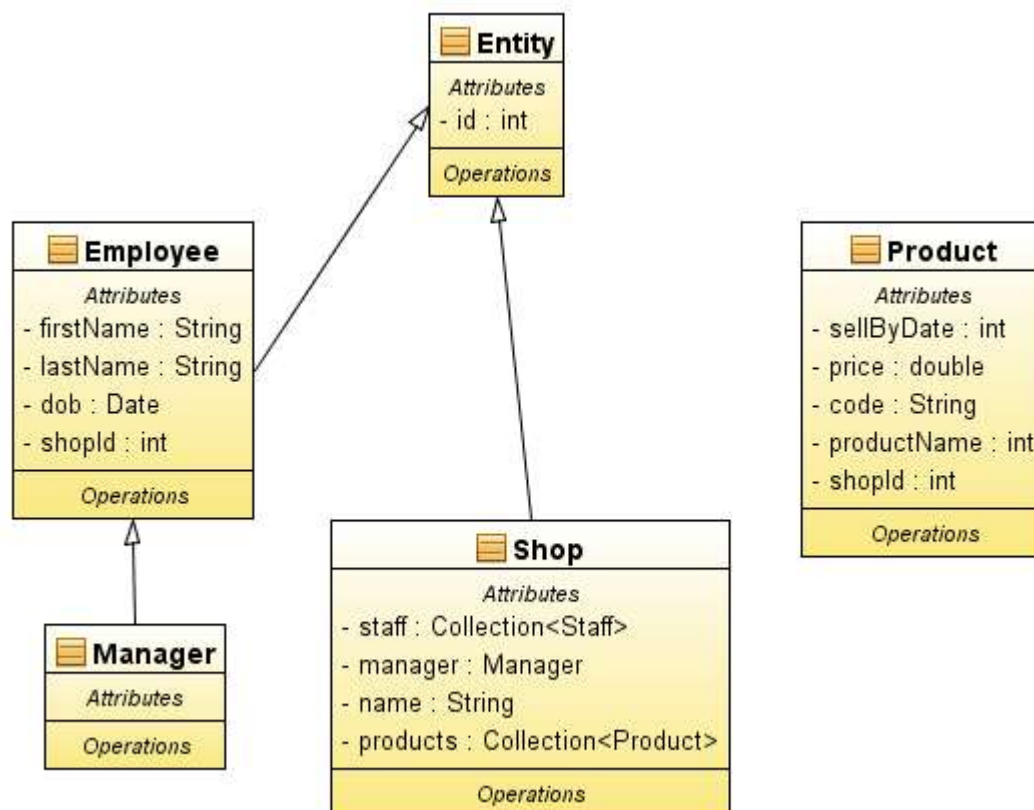 Entity
Attributes
- id : int
Operations
Employee
Attributes
- firstName : String
- lastName : String
- dob : Date
- shopId : int
Operations
Product
Attributes
- sellByDate : int
- price : double
- code : String
- productName : int
- shopId : int
Operations
Manager
Attributes
Operations
Shop
Attributes
- staff : Collection<Staff>
- manager : Manager
- name : String
- products : Collection<Product>
Operations